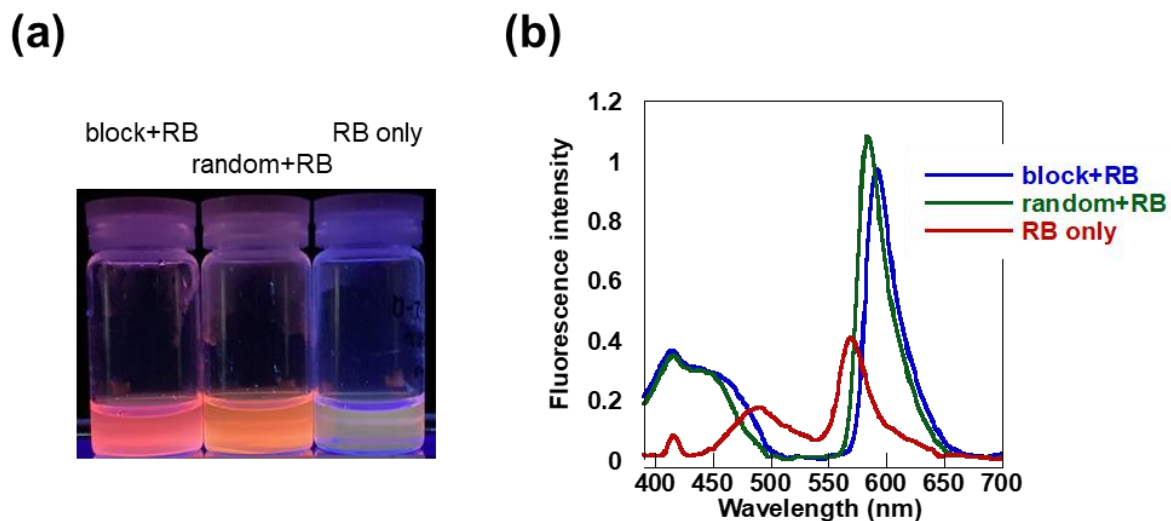 (a)
block+RB
RB only
random+RB
(b)
1.2
1
0.8
0.6
0.4
0.2
0
Fluorescence intensity
block+RB
random+RB
RB only
400 450 500 550 600 650 700
Wavelength (nm)